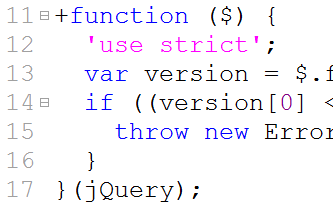 11 +function ($) {
12 'use strict';
13 var version = $.f
14 if ((version[0] <
15 throw new Error
16 }
17 }(jQuery);